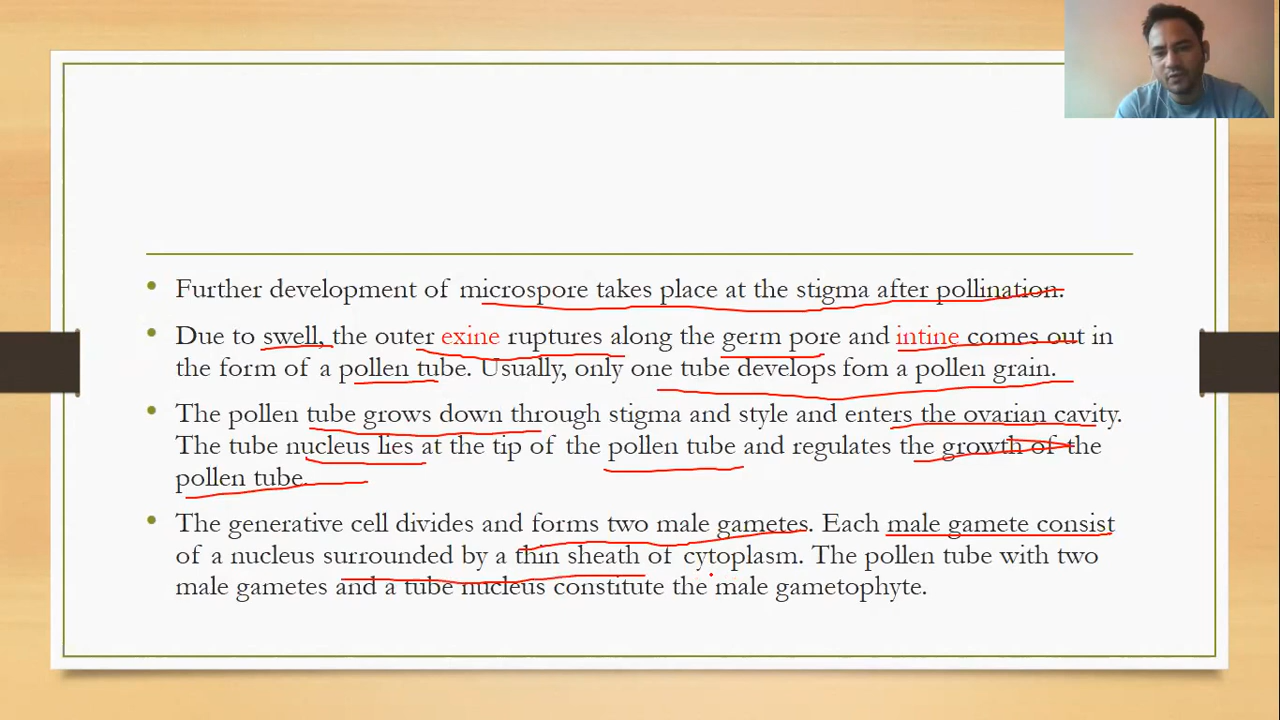 Further development of microspore takes place at the stigma after pollination.
Due to swell, the outer exine ruptures along the germ pore and intine comes out in
the form of a pollen tube. Usually, only one tube develops fom a pollen grain.
The pollen tube grows down through stigma and style and enters the ovarian cavity.
The tube nucleus lies at the tip of the pollen tube and regulates the growth of the
pollen tube.
The generative cell divides and forms two male gametes. Each male gamete consist
of a nucleus surrounded by a thin sheath of cytoplasm. The pollen tube with two
male gametes and a tube nucleus constitute the male gametophyte.